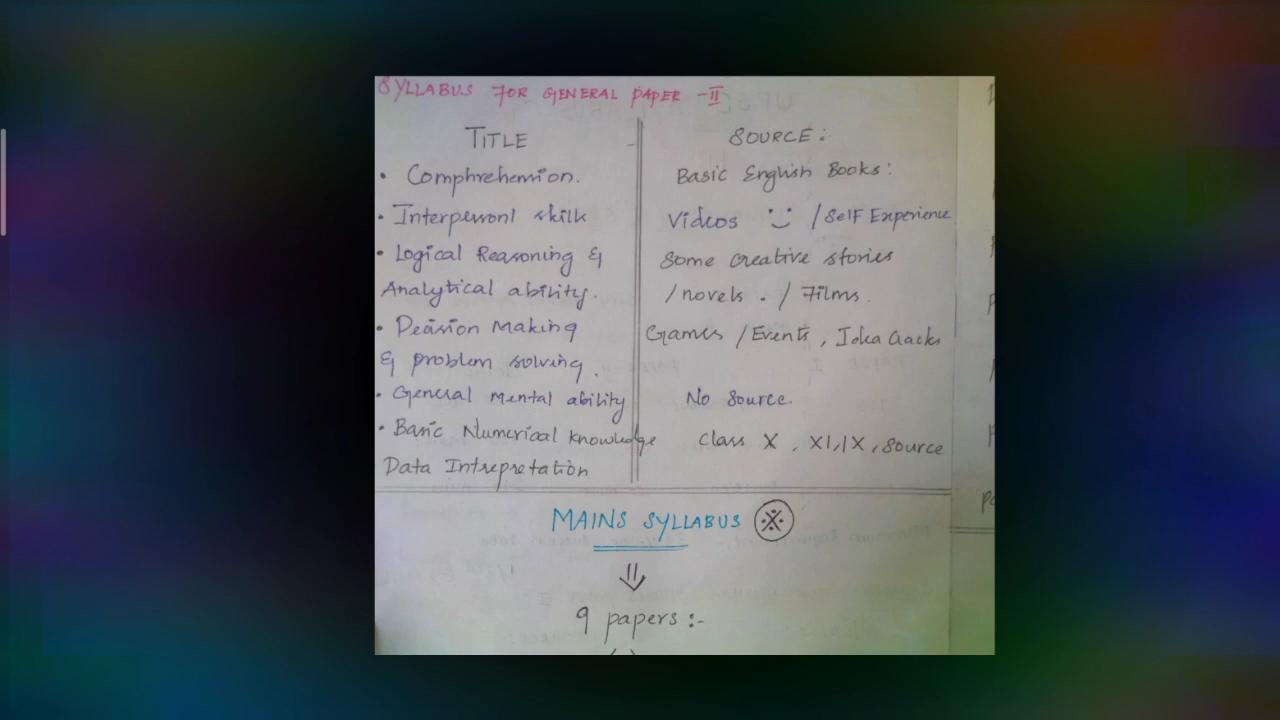 SYLLABUS FOR GENERAL PAPER -II
TITLE
SOURCE:
• Comphrehension.
Basic English Books:
• Interpersonl skills
Videos / Self Experience
• Logical Reasoning &
Some creative stories
Analytical ability.
/novels. / Films.
• Decision Making
Games / Events, Idea Cracks
& problem solving.
• General Mental ability
No Source.
• Basic Numerical knowledge
Class X, XI, IX, Source
Data Intrepretation
MAINS SYLLABUS
9 papers :-